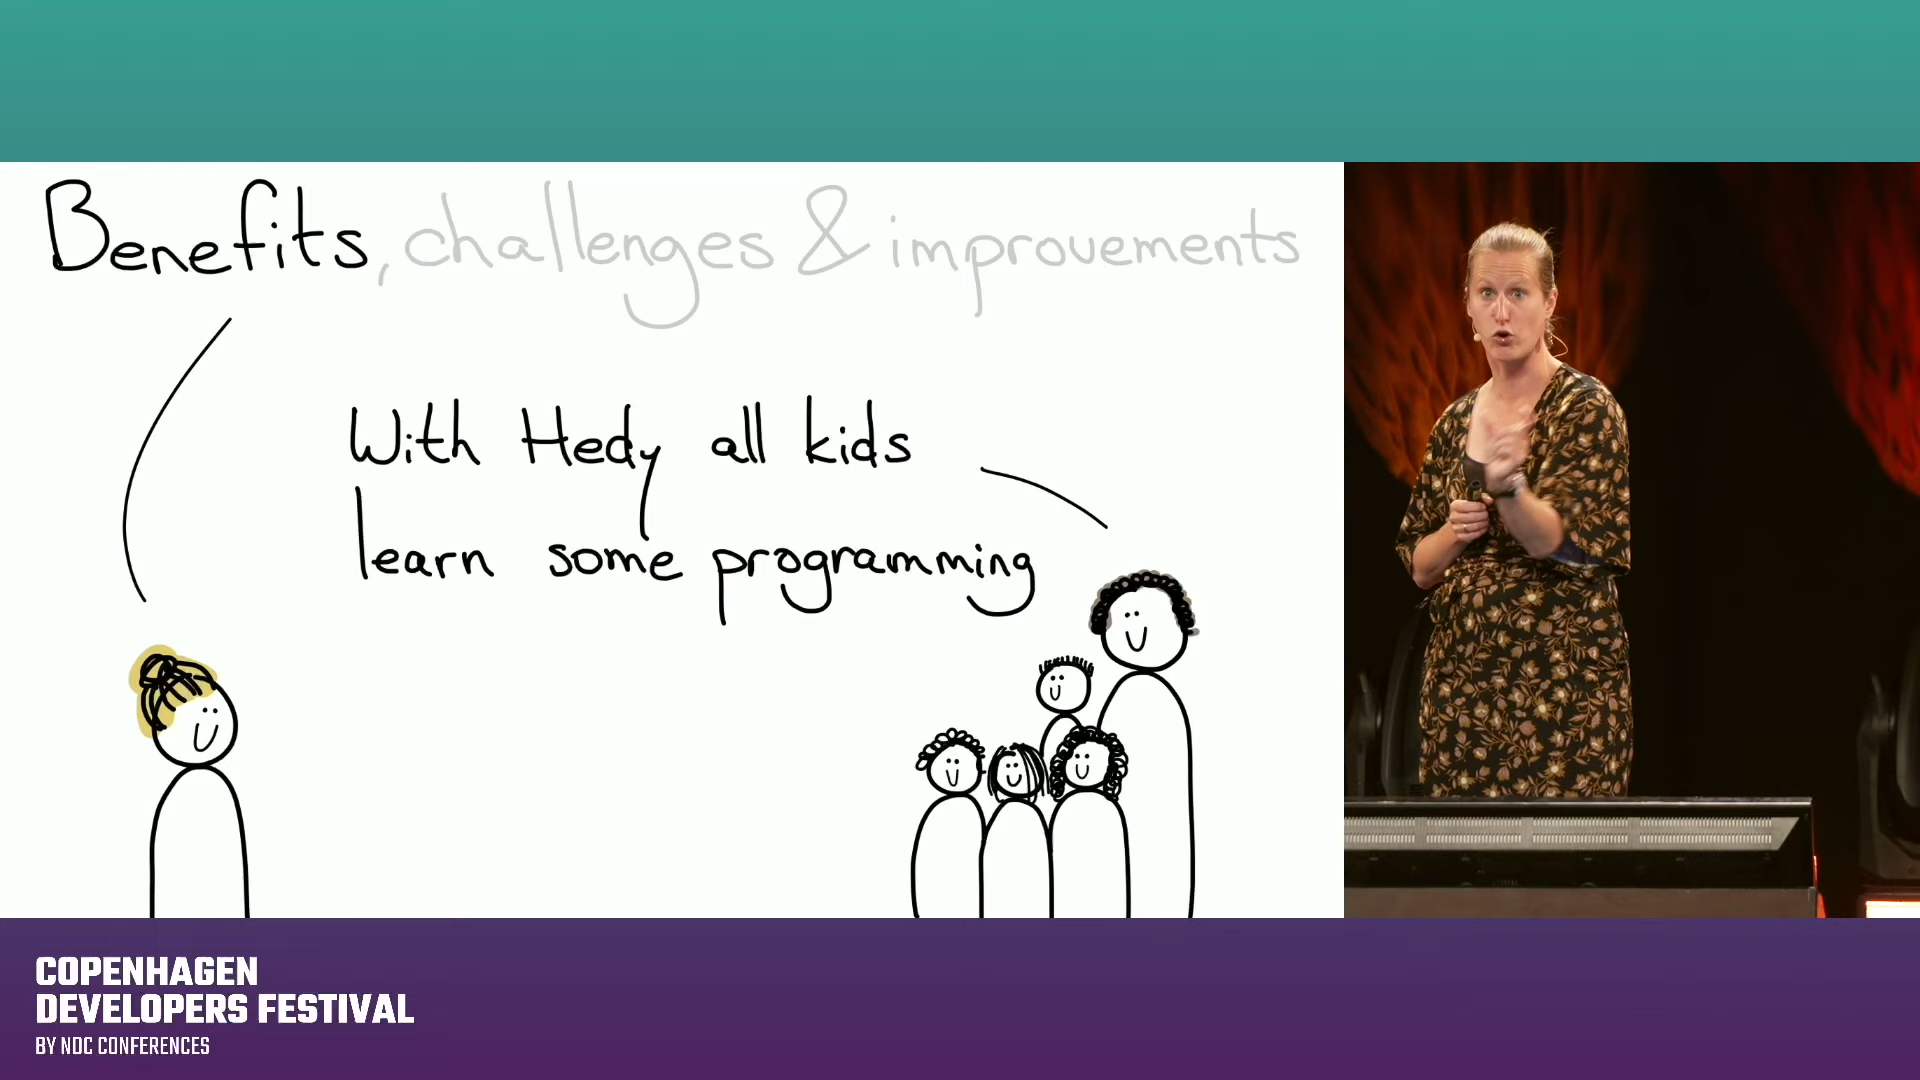 Benefits, challenges & improvements
With Hedy all kids
learn some programming
COPENHAGEN
DEVELOPERS FESTIVAL
BY NDC CONFERENCES